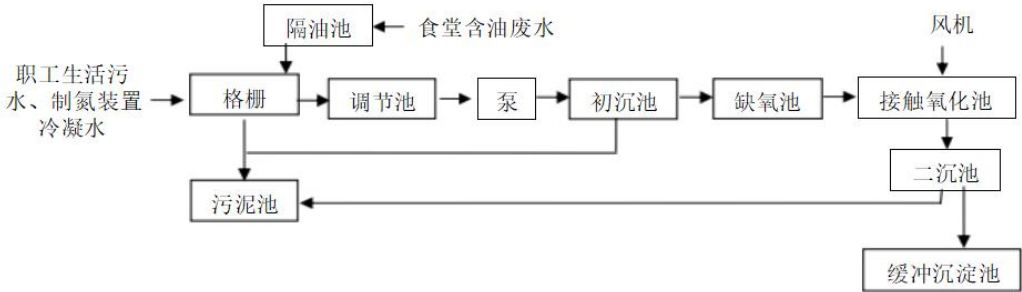 隔油池
食堂含油废水
风机
职工生活污
水、制氮装置
冷凝水
格栅
调节池
泵
初沉池
缺氧池
接触氧化池
二沉池
污泥池
缓冲沉淀池